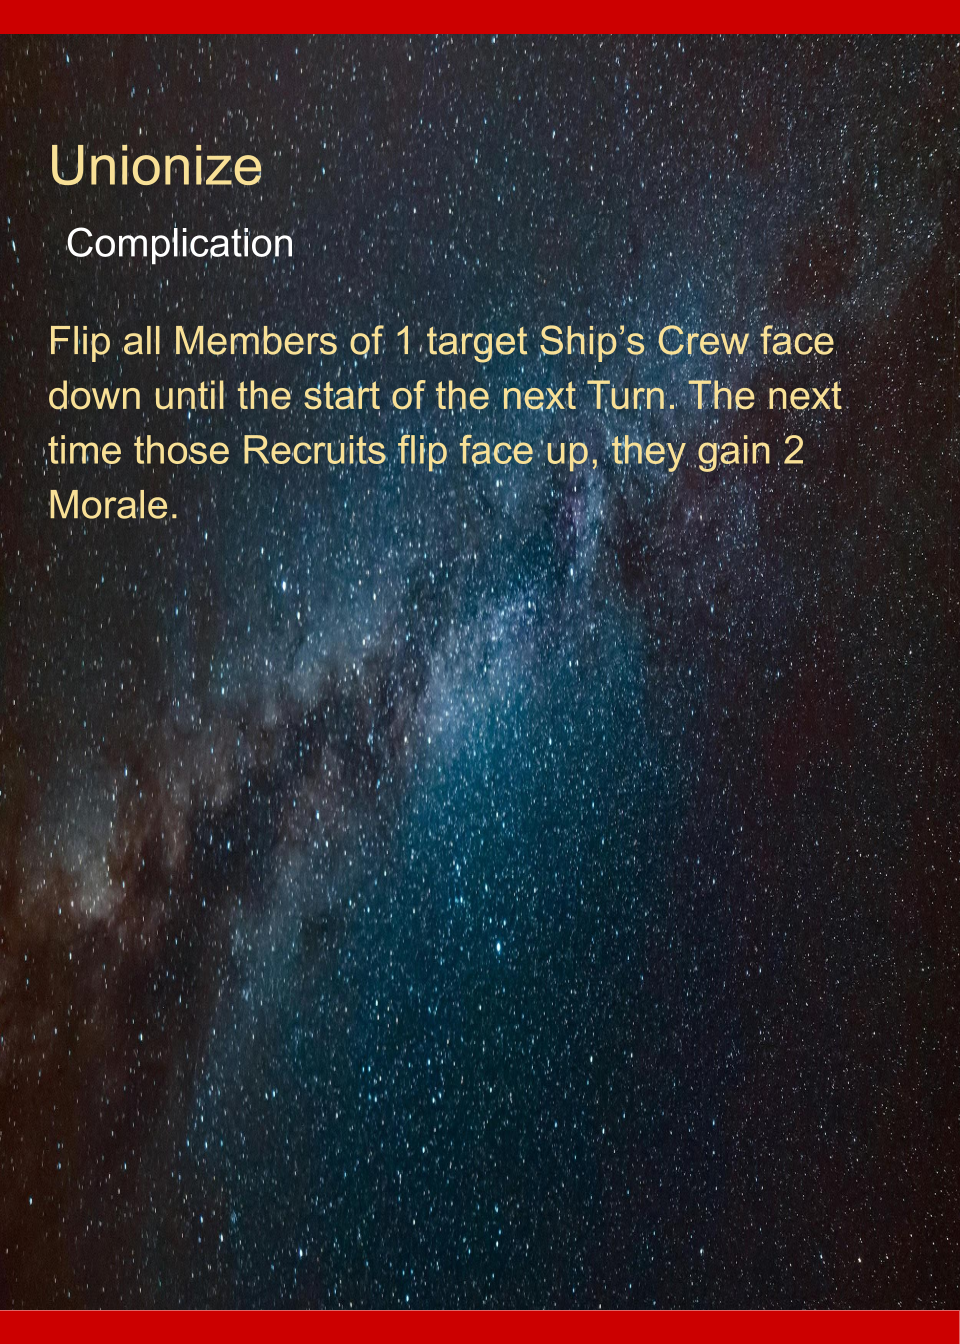 Unionize
Complication
Flip all Members of 1 target Ship’s Crew face
down until the start of the next Turn. The next
time those Recruits flip face up, they gain 2
Morale.